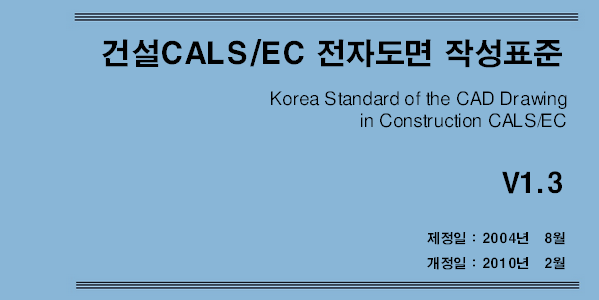 건설CALS/EC 전자도면 작성표준
Korea Standard of the CAD Drawing
in Construction CALS/EC
V1.3
제정일 : 2004년 8월
개정일 : 2010년 2월